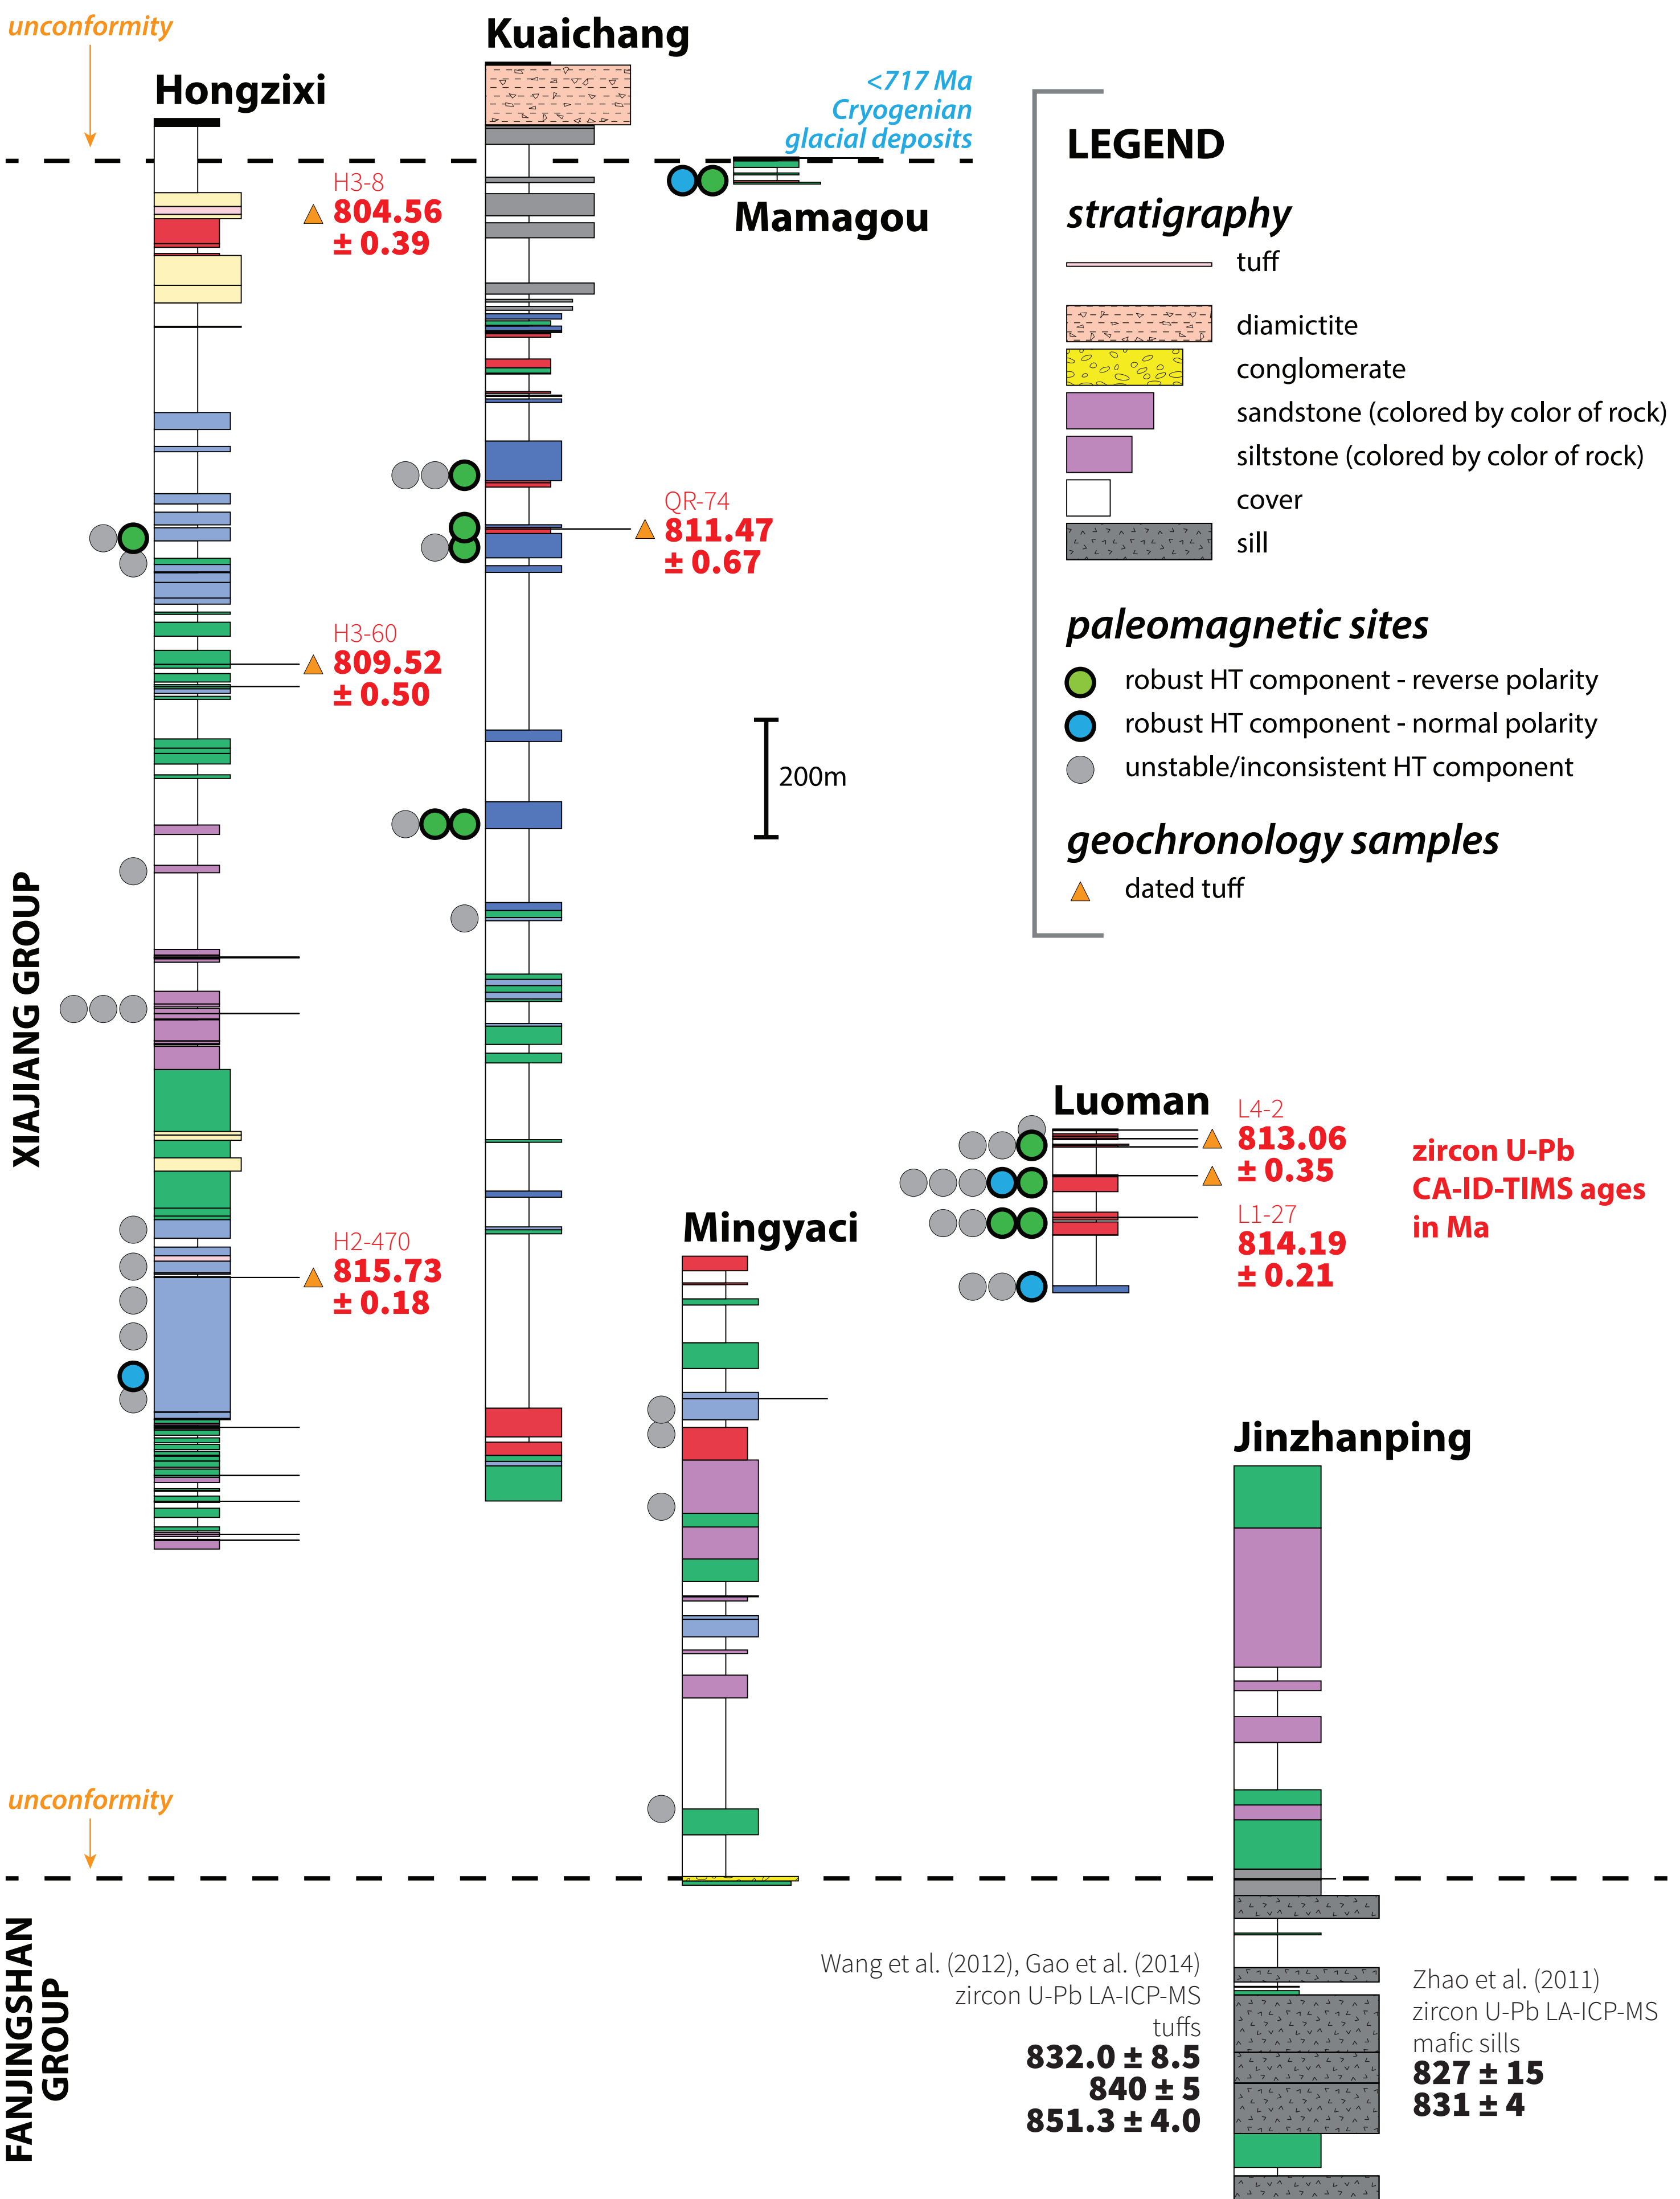 unconformity
Hongzixi
Kuaichang
<717 Ma
Cryogenian
glacial deposits
Mamagou
H3-8
804.56
± 0.39
QR-74
811.47
± 0.67
H3-60
809.52
± 0.50
200m
LEGEND
stratigraphy
tuff
diamictite
conglomerate
sandstone (colored by color of rock)
siltstone (colored by color of rock)
cover
sill
paleomagnetic sites
robust HT component - reverse polarity
robust HT component - normal polarity
unstable/inconsistent HT component
geochronology samples
dated tuff
XIAJIANG GROUP
Luoman
L4-2
813.06
± 0.35
L1-27
814.19
± 0.21
zircon U-Pb
CA-ID-TIMS ages
in Ma
Mingyaci
H2-470
815.73
± 0.18
Jinzhanping
unconformity
FANJINGSHAN
GROUP
Wang et al. (2012), Gao et al. (2014)
zircon U-Pb LA-ICP-MS
tuffs
832.0 ± 8.5
840 ± 5
851.3 ± 4.0
Zhao et al. (2011)
zircon U-Pb LA-ICP-MS
mafic sills
827 ± 15
831 ± 4